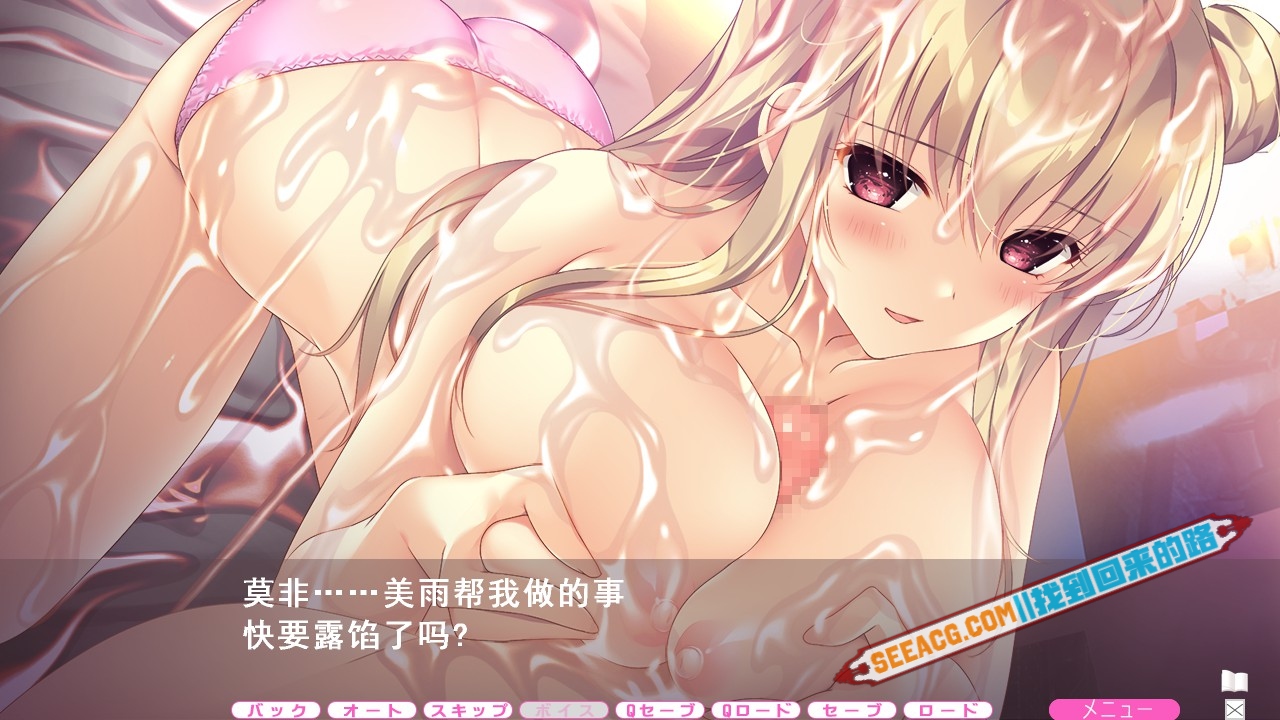 莫非……美雨帮我做的事
快要露馅了吗?
SEEACG.COM||找到回来的路
バック オート スキップ ボイス Qセーブ Qロード セーブ ロード メニュー